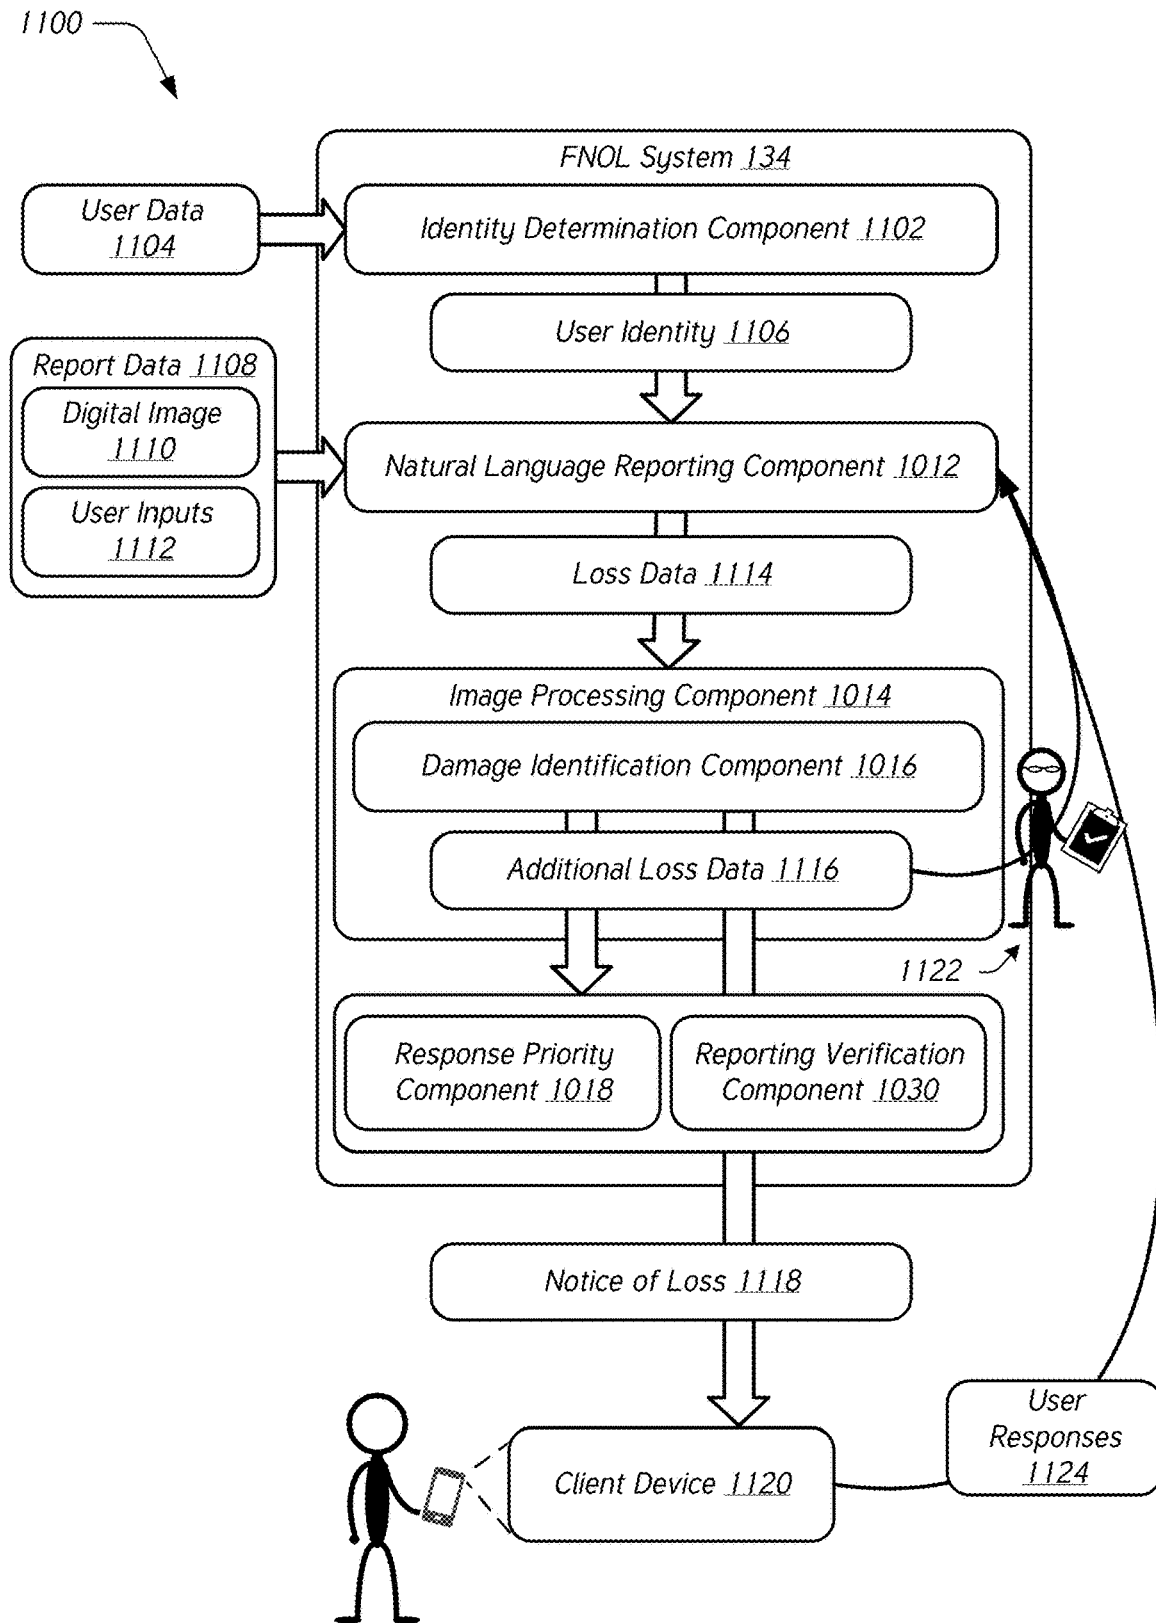 1100
FNOL System 134
User Data
1104
Identity Determination Component 1102
User Identity 1106
Report Data 1108
Digital Image
1110
User Inputs
1112
Natural Language Reporting Component 1012
Loss Data 1114
Image Processing Component 1014
Damage Identification Component 1016
Additional Loss Data 1116
1122
Response Priority
Component 1018
Reporting Verification
Component 1030
Notice of Loss 1118
Client Device 1120
User
Responses
1124